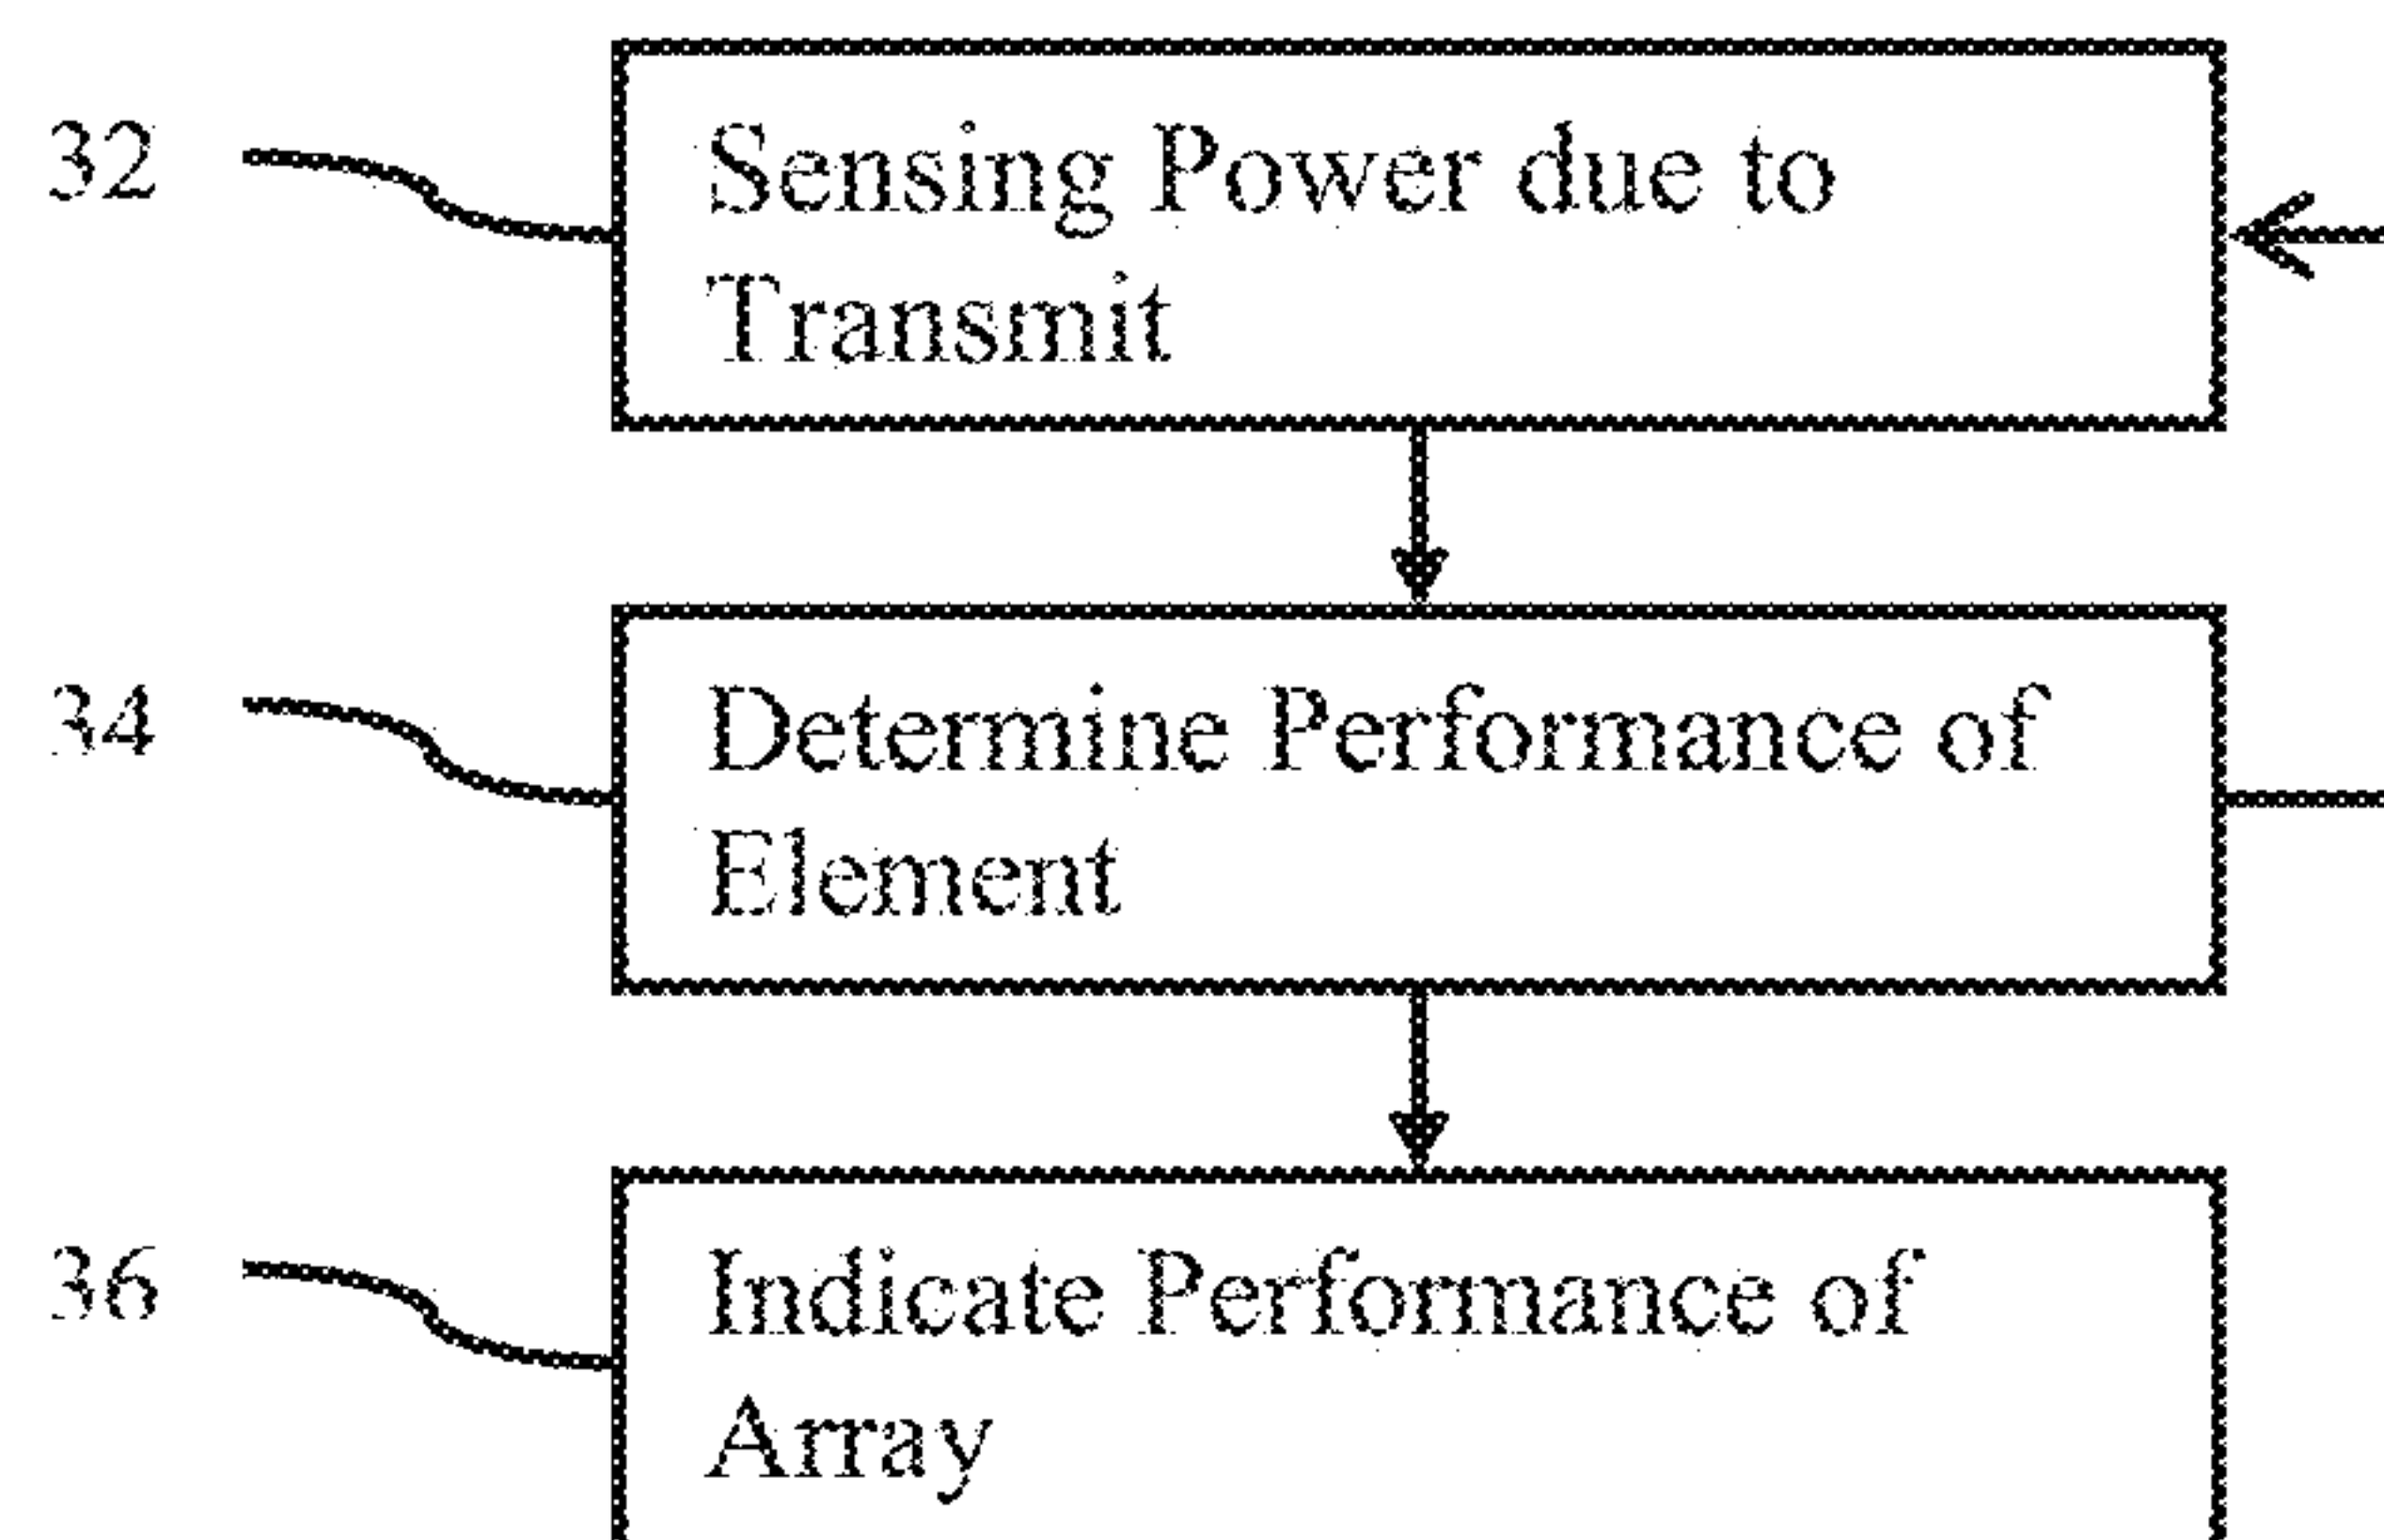 32
Sensing Power due to
Transmit
34
Determine Performance of
Element
36
Indicate Performance of
Array